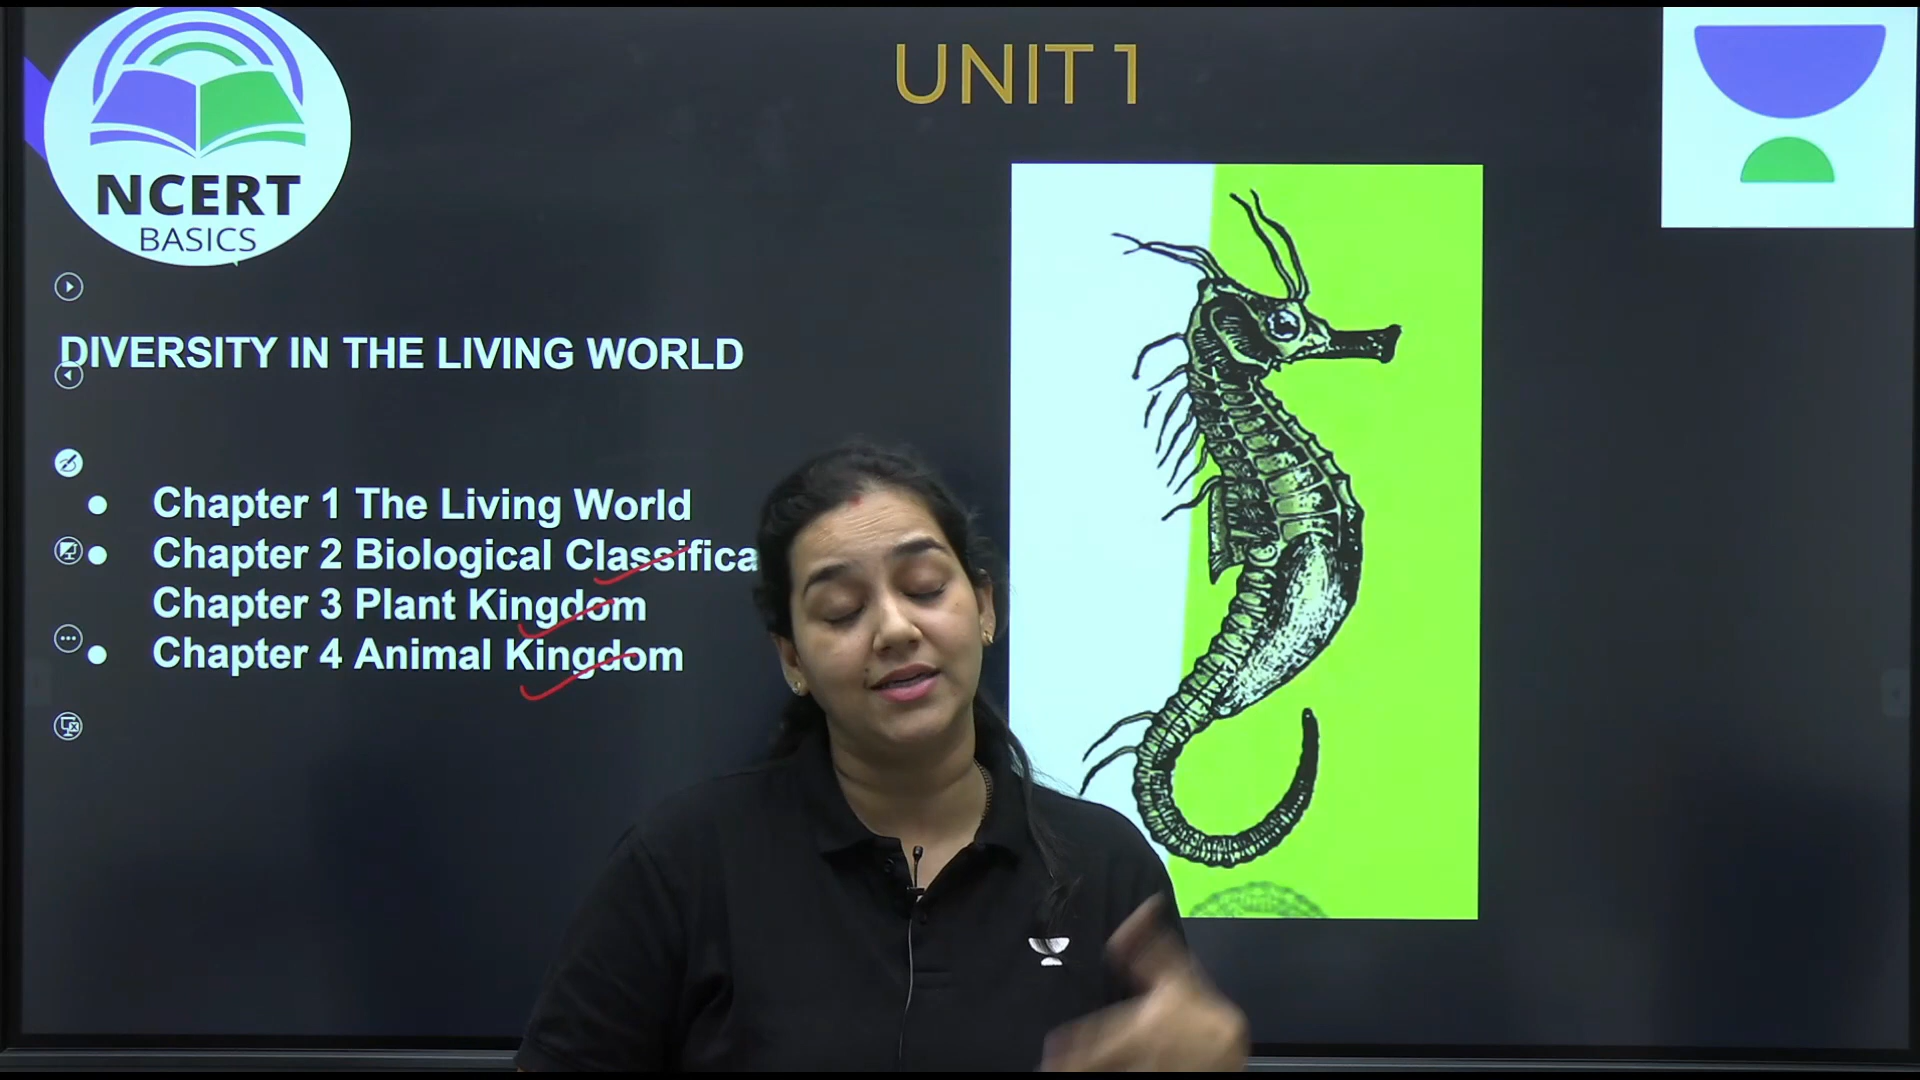 UNIT 1
NCERT
BASICS
DIVERSITY IN THE LIVING WORLD
Chapter 1 The Living World
Chapter 2 Biological Classifica
Chapter 3 Plant Kingdom
Chapter 4 Animal Kingdom